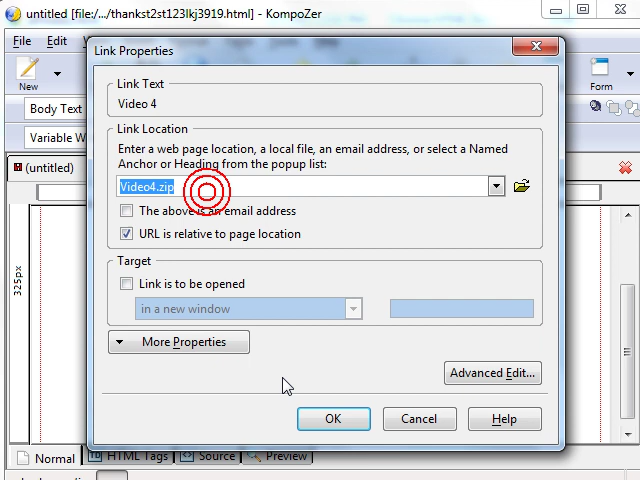 untitled [file:/.../thankst2st123lkj3919.html] - KompoZer
File Edit
Link Properties
New
Form
Link Text
Body Text
Video 4
Link Location
Variable W
Enter a web page location, a local file, an email address, or select a Named
Anchor or Heading from the popup list:
(untitled)
Video4.zip
The above is an email address
URL is relative to page location
Target
325px
Link is to be opened
in a new window
More Properties
Advanced Edit...
OK Cancel Help
Normal HTML Tags Source Preview